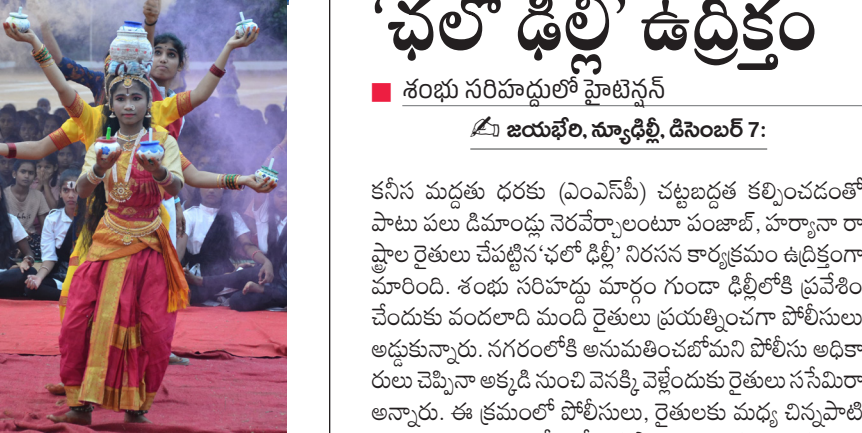 ‘ఛలో ఢిల్లీ’ ఉద్రిక్తం
శంభు సరిహద్దులో హైటెన్షన్
జయభేరి, న్యూఢిల్లీ, డిసెంబర్ 7:
కనీస మద్దతు ధరకు (ఎంఎస్‌పీ) చట్టబద్దత కల్పించడంతో
పాటు పలు డిమాండ్లు నెరవేర్చాలంటూ పంజాబ్, హర్యానా రా
ష్ట్రాల రైతులు చేపట్టిన‘ఛలో ఢిల్లీ’ నిరసన కార్యక్రమం ఉద్రిక్తంగా
మారింది. శంభు సరిహద్దు మార్గం గుండా ఢిల్లీలోకి ప్రవేశిం
చేందుకు వందలాది మంది రైతులు ప్రయత్నించగా పోలీసులు
అడ్డుకున్నారు. నగరంలోకి అనుమతించబోమని పోలీసు అధికా
రులు చెప్పినా అక్కడి నుంచి వెనక్కి వెళ్లేందుకు రైతులు ససేమిరా
అన్నారు. ఈ క్రమంలో పోలీసులు, రైతులకు మధ్య చిన్నపాటి